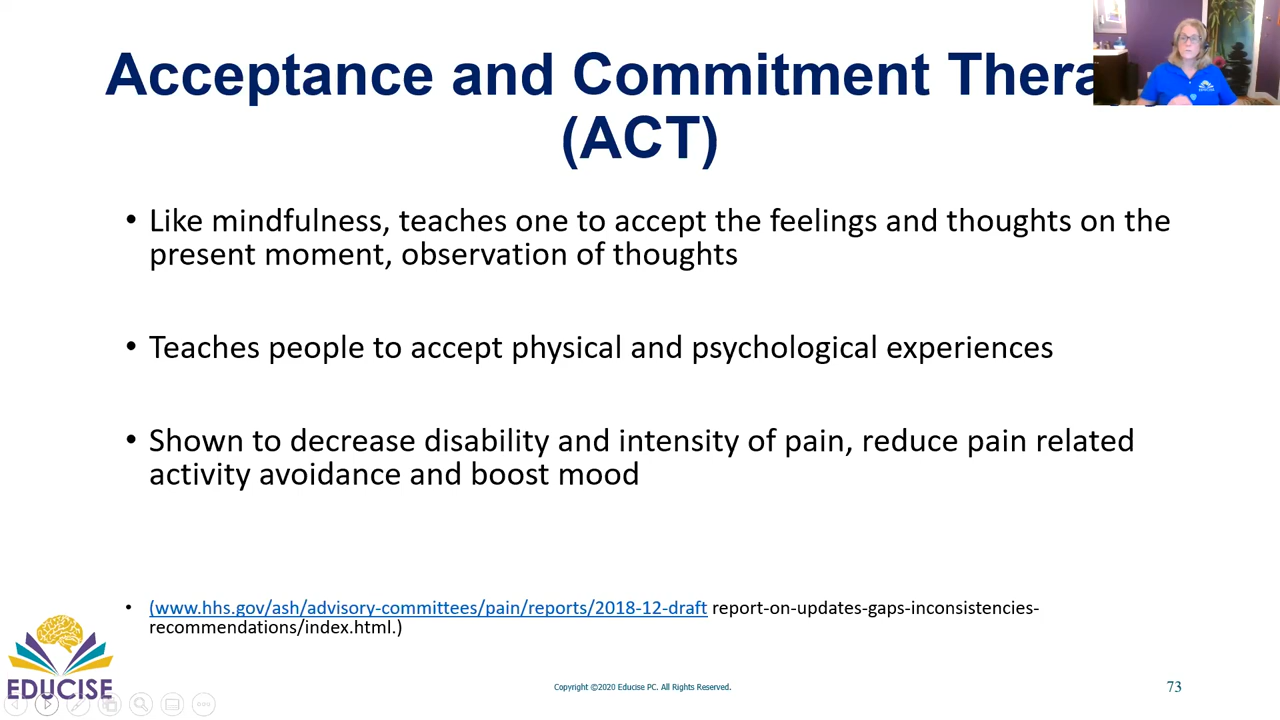 Acceptance and Commitment Thera
(ACT)
• Like mindfulness, teaches one to accept the feelings and thoughts on the
present moment, observation of thoughts
• Teaches people to accept physical and psychological experiences
• Shown to decrease disability and intensity of pain, reduce pain related
activity avoidance and boost mood
• (www.hhs.gov/ash/advisory-committees/pain/reports/2018-12-draft report-on-updates-gaps-inconsistencies-
recommendations/index.html.)
EDUCISE
Copyright ©2020 Educise PC. All Rights Reserved.
73